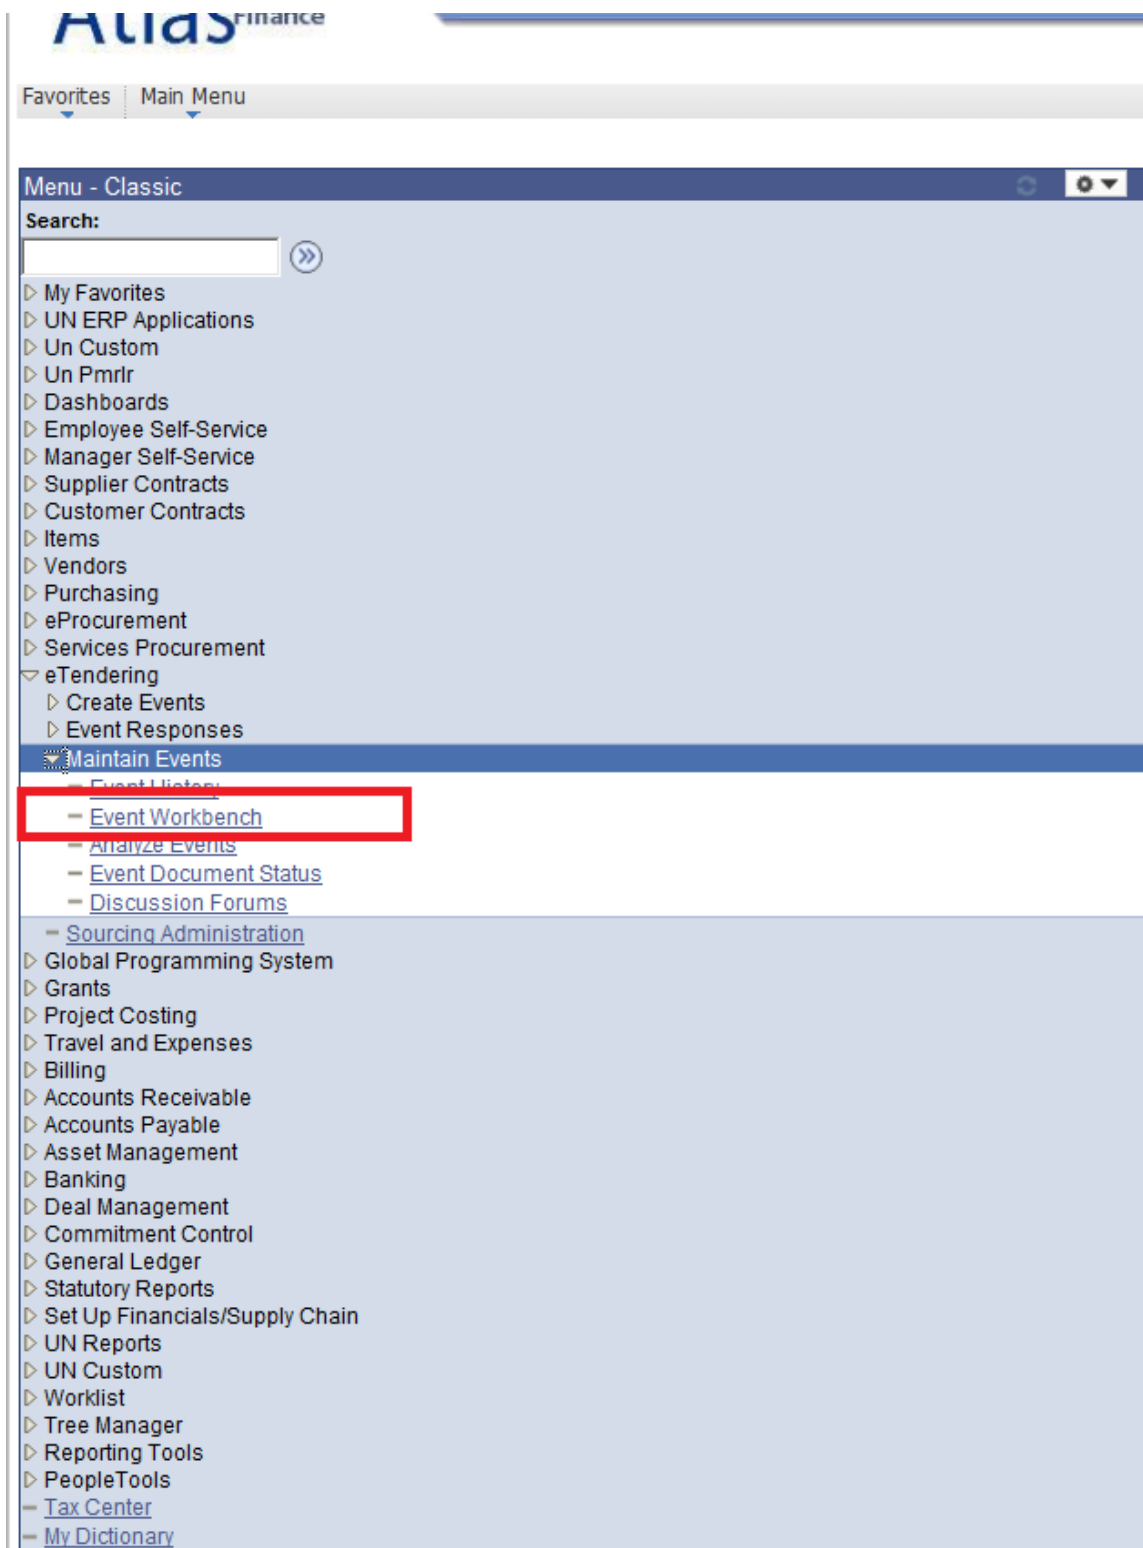 Atlas Finance
Favorites Main Menu
Menu - Classic
Search:
My Favorites
UN ERP Applications
Un Custom
Un Pmrlr
Dashboards
Employee Self-Service
Manager Self-Service
Supplier Contracts
Customer Contracts
Items
Vendors
Purchasing
eProcurement
Services Procurement
eTendering
Create Events
Event Responses
Maintain Events
Event History
Event Workbench
Analyze Events
Event Document Status
Discussion Forums
Sourcing Administration
Global Programming System
Grants
Project Costing
Travel and Expenses
Billing
Accounts Receivable
Accounts Payable
Asset Management
Banking
Deal Management
Commitment Control
General Ledger
Statutory Reports
Set Up Financials/Supply Chain
UN Reports
UN Custom
Worklist
Tree Manager
Reporting Tools
PeopleTools
Tax Center
My Dictionary